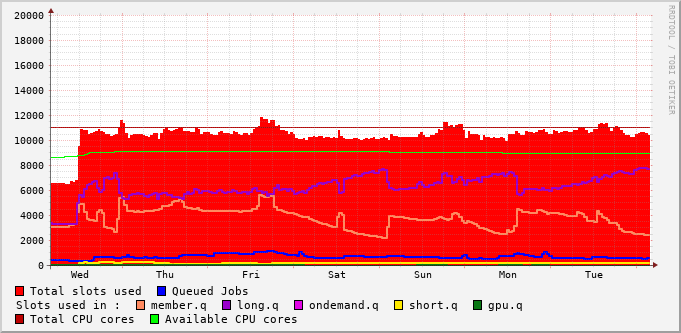 20000
18000
16000
14000
12000
10000
8000
6000
4000
2000
0
Wed Thu Fri Sat Sun Mon Tue
RRDTOOL / TOBI OETIKER
Total slots used Queued Jobs
Slots used in : member.q long.q ondemand.q short.q gpu.q
Total CPU cores Available CPU cores